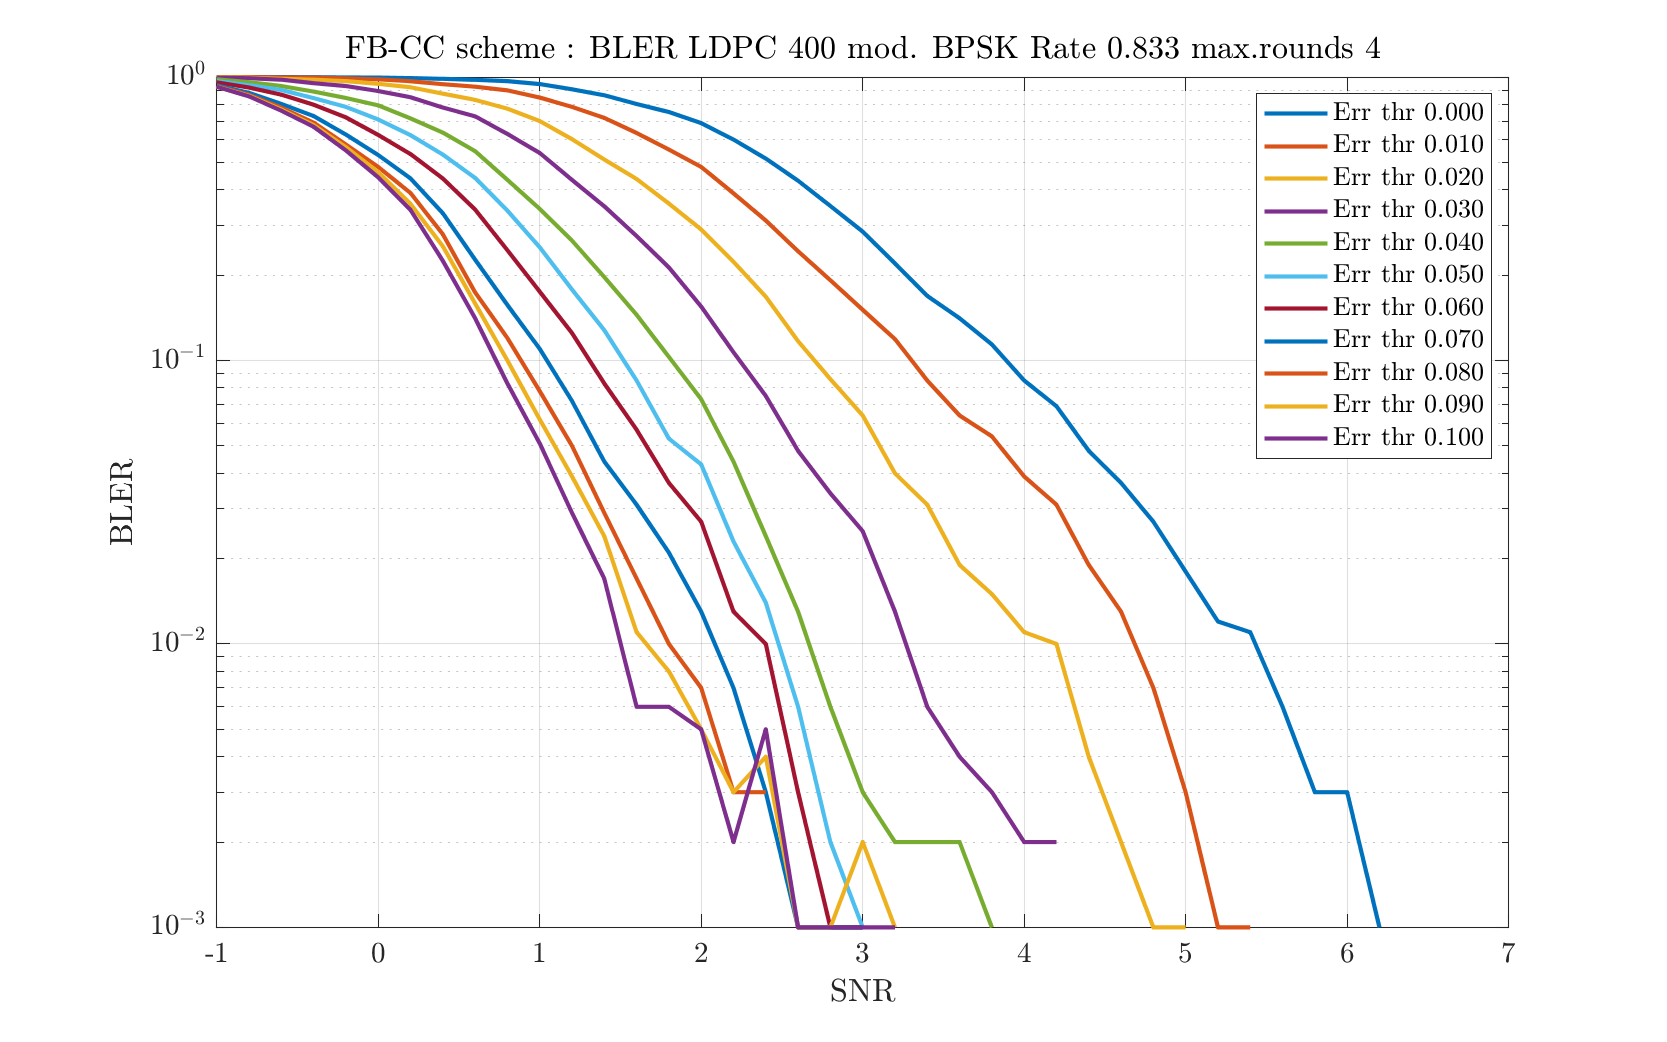 FB-CC scheme : BLER LDPC 400 mod. BPSK Rate 0.833 max.rounds 4
10^0
10^-1
10^-2
10^-3
BLER
-1 0 1 2 3 4 5 6 7
SNR
Err thr 0.000
Err thr 0.010
Err thr 0.020
Err thr 0.030
Err thr 0.040
Err thr 0.050
Err thr 0.060
Err thr 0.070
Err thr 0.080
Err thr 0.090
Err thr 0.100